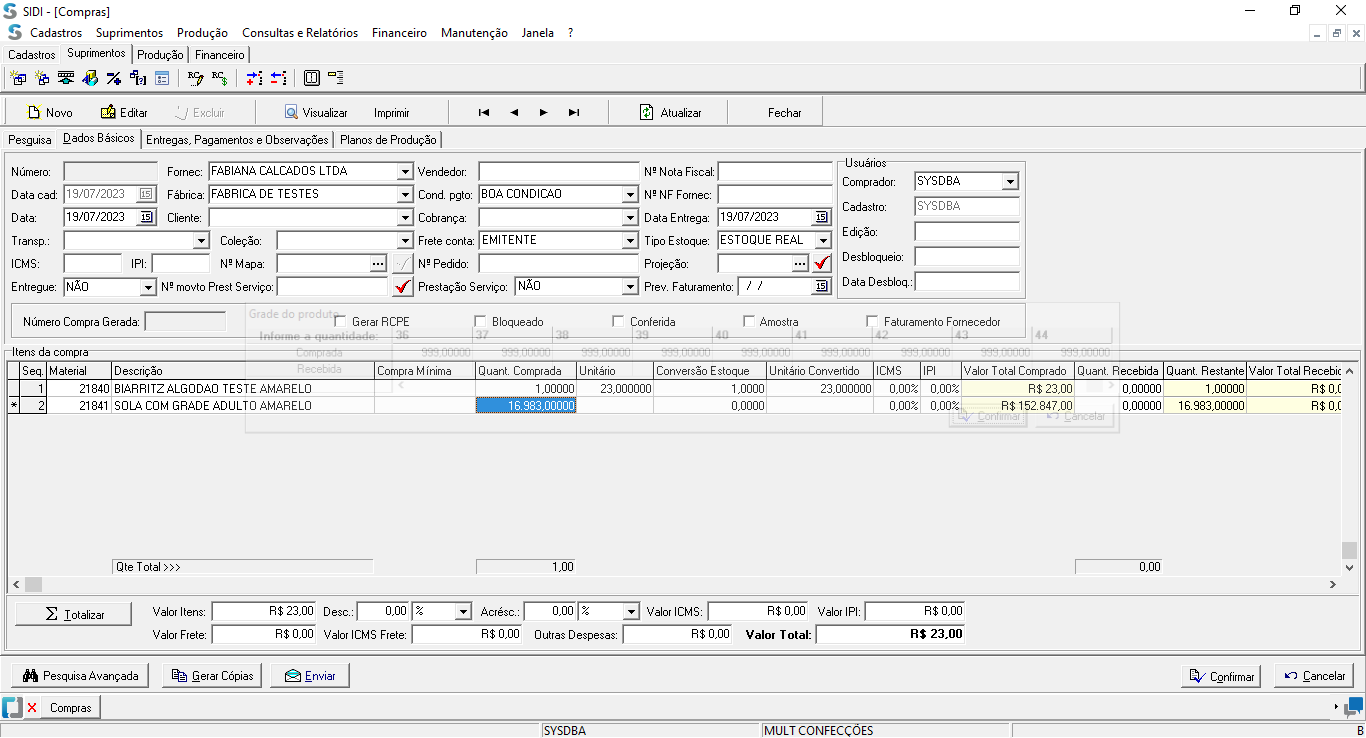 SIDI - [Compras]
Cadastros Suprimentos Produção Consultas e Relatórios Financeiro Manutenção Janela ?
Cadastros Suprimentos Produção Financeiro
Novo Editar Excluir Visualizar Imprimir Atualizar Fechar
Pesquisa Dados Básicos Entregas, Pagamentos e Observações Planos de Produção
Número: Fornec: FABIANA CALCADOS LTDA Vendedor: Nº Nota Fiscal: Usuários
Data cad: 19/07/2023 15 Fábrica: FABRICA DE TESTES Cond. pgto: BOA CONDICAO Nº NF Fornec: Comprador: SYSDBA
Data: 19/07/2023 15 Cliente: Cobrança: Data Entrega: 19/07/2023 15 Cadastro: SYSDBA
Transp.: Coleção: Frete conta: EMITENTE Tipo Estoque: ESTOQUE REAL Edição:
ICMS: IPI: Nº Mapa: Nº Pedido: Projeção: Desbloqueio:
Entregue: NÃO Nº movto Prest Serviço: Prestação Serviço: NÃO Prev. Faturamento: / / 15 Data Desbloq.:
Grade do produto
Número Compra Gerada: Gerar RCPE Bloqueado Conferida Amostra Faturamento Fornecedor
Informe a quantidade: 36 37 38 39 40 41 42 43 44
Itens da compra
Comprada 999,00000 999,00000 999,00000 999,00000 999,00000 999,00000 999,00000 999,00000 999,00000
Recebida
Seq. Material Descrição Compra Mínima Quant. Comprada Unitário Conversão Estoque Unitário Convertido ICMS IPI Valor Total Comprado Quant. Recebida Quant. Restante Valor Total Recebid
1 21840 BIARRITZ ALGODAO TESTE AMARELO 1,00000 23,000000 1,0000 23,000000 0,00% 0,00% R$ 23,00 0,00000 1,00000 R$ 0,0
* 2 21841 SOLA COM GRADE ADULTO AMARELO 16.983,00000 0,0000 0,00% 0,00% R$ 152.847,00 0,00000 16.983,00000 R$ 0,0
Confirmar Cancelar
Qte Total >>> 1,00 0,00
Totalizar Valor Itens: R$ 23,00 Desc.: 0,00 % Acrésc.: 0,00 % Valor ICMS: R$ 0,00 Valor IPI: R$ 0,00
Valor Frete: R$ 0,00 Valor ICMS Frete: R$ 0,00 Outras Despesas: R$ 0,00 Valor Total: R$ 23,00
Pesquisa Avançada Gerar Cópias Enviar Confirmar Cancelar
Compras
SYSDBA MULT CONFECÇÕES B